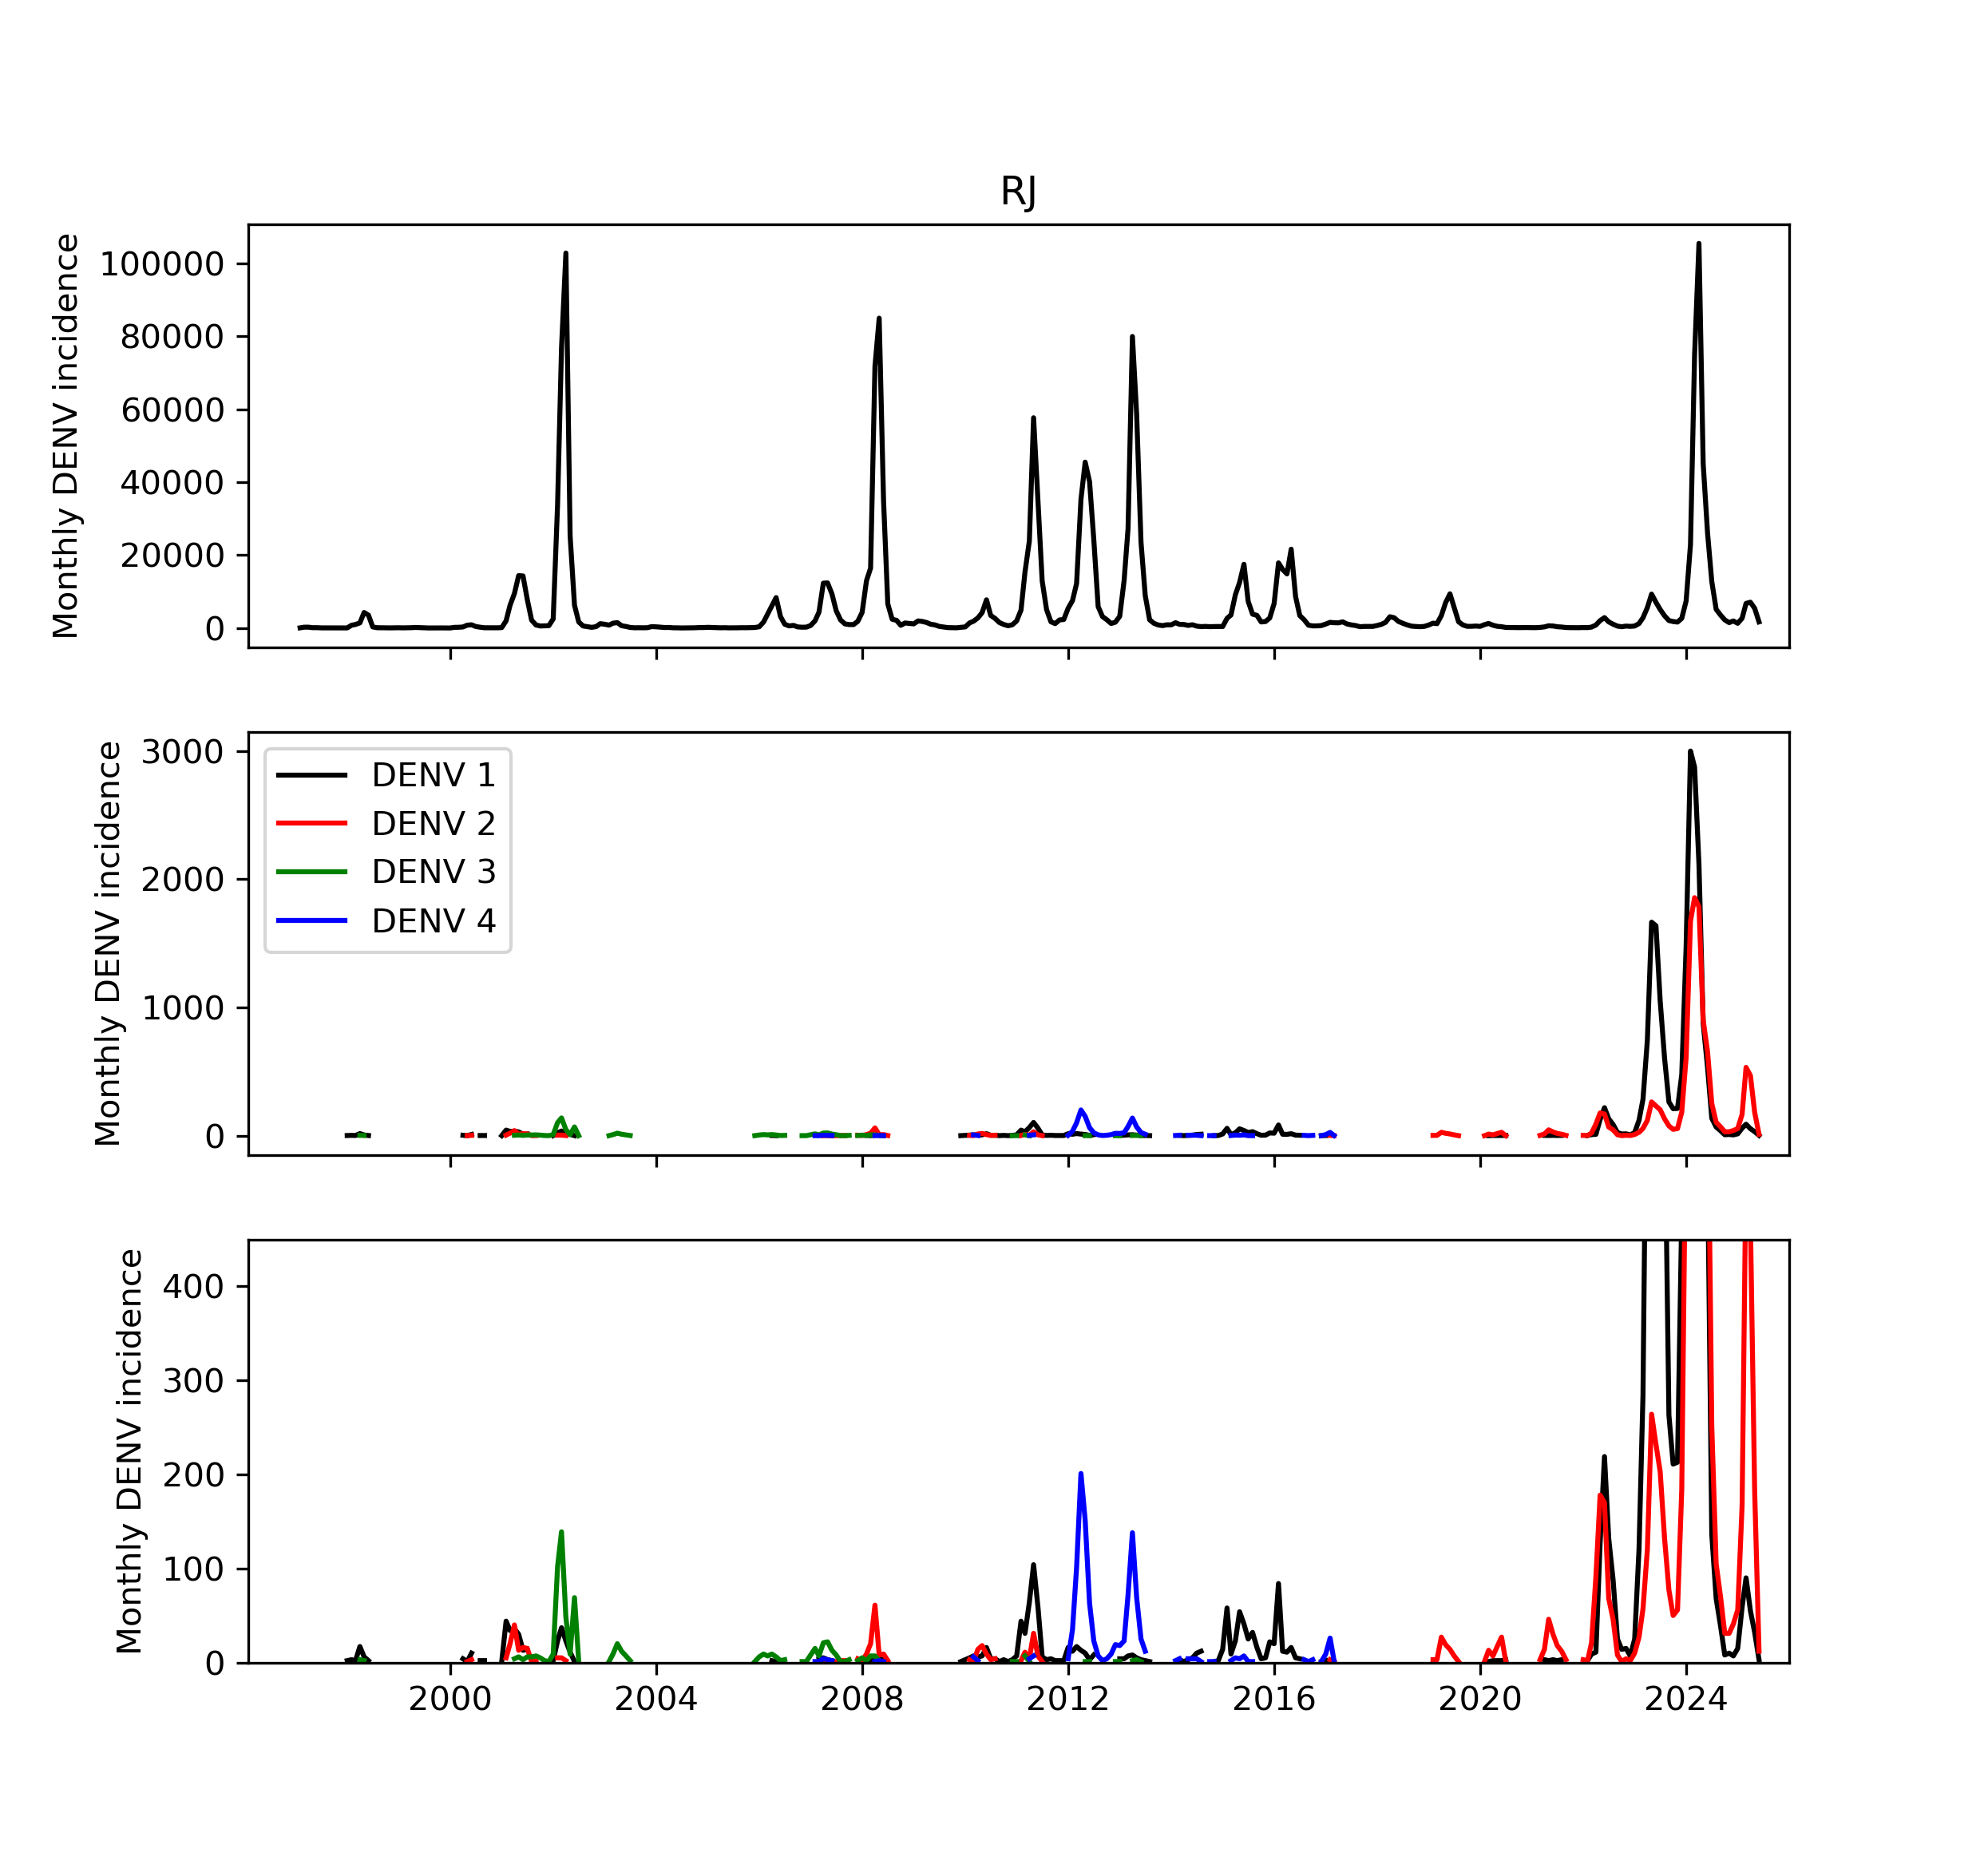 RJ
Monthly DENV incidence
100000
80000
60000
40000
20000
0
Monthly DENV incidence
3000
2000
1000
0
DENV 1
DENV 2
DENV 3
DENV 4
Monthly DENV incidence
400
300
200
100
0
2000 2004 2008 2012 2016 2020 2024